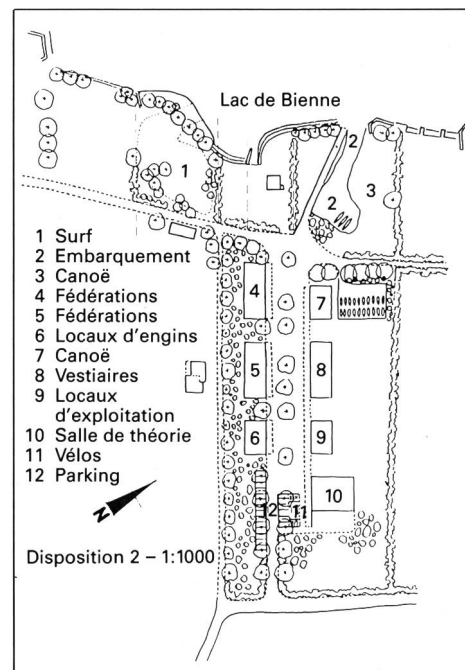 Lac de Bienne
1
2
2
3
1 Surf
2 Embarquement
3 Canoë
4 Fédérations
5 Fédérations
6 Locaux d'engins
7 Canoë
8 Vestiaires
9 Locaux
d'exploitation
10 Salle de théorie
11 Vélos
12 Parking
4
7
5
8
6
9
10
12
11
N
Disposition 2 – 1:1000